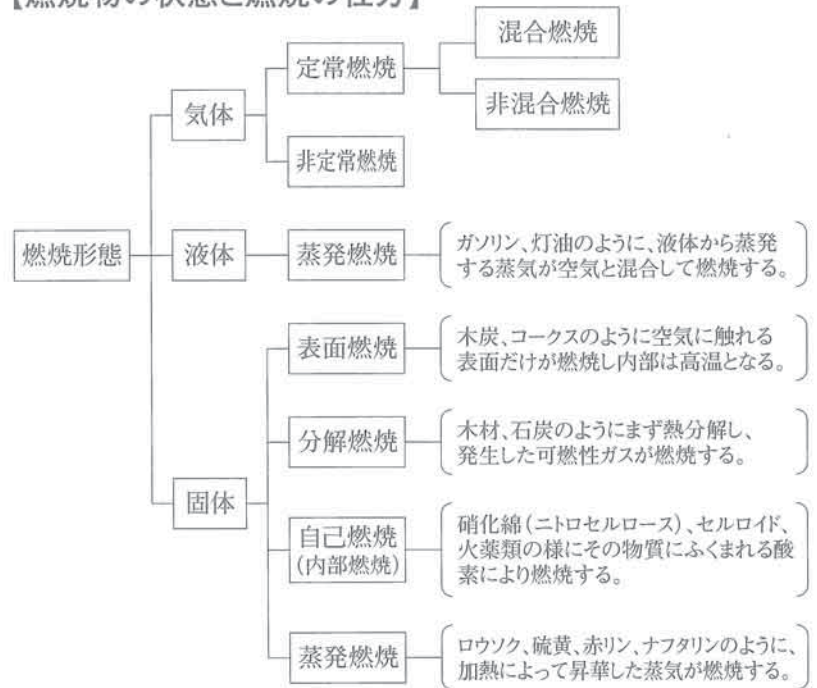 【燃焼物の状態と燃焼の仕方】
混合燃焼
定常燃焼
非混合燃焼
気体
非定常燃焼
燃焼形態
液体
蒸発燃焼
ガソリン、灯油のように、液体から蒸発
する蒸気が空気と混合して燃焼する。
表面燃焼
木炭、コークスのように空気に触れる
表面だけが燃焼し内部は高温となる。
分解燃焼
木材、石炭のようにまず熱分解し、
発生した可燃性ガスが燃焼する。
固体
自己燃焼
(内部燃焼)
硝化綿(ニトロセルロース)、セルロイド、
火薬類の様にその物質にふくまれる酸
素により燃焼する。
蒸発燃焼
ロウソク、硫黄、赤リン、ナフタリンのように、
加熱によって昇華した蒸気が燃焼する。